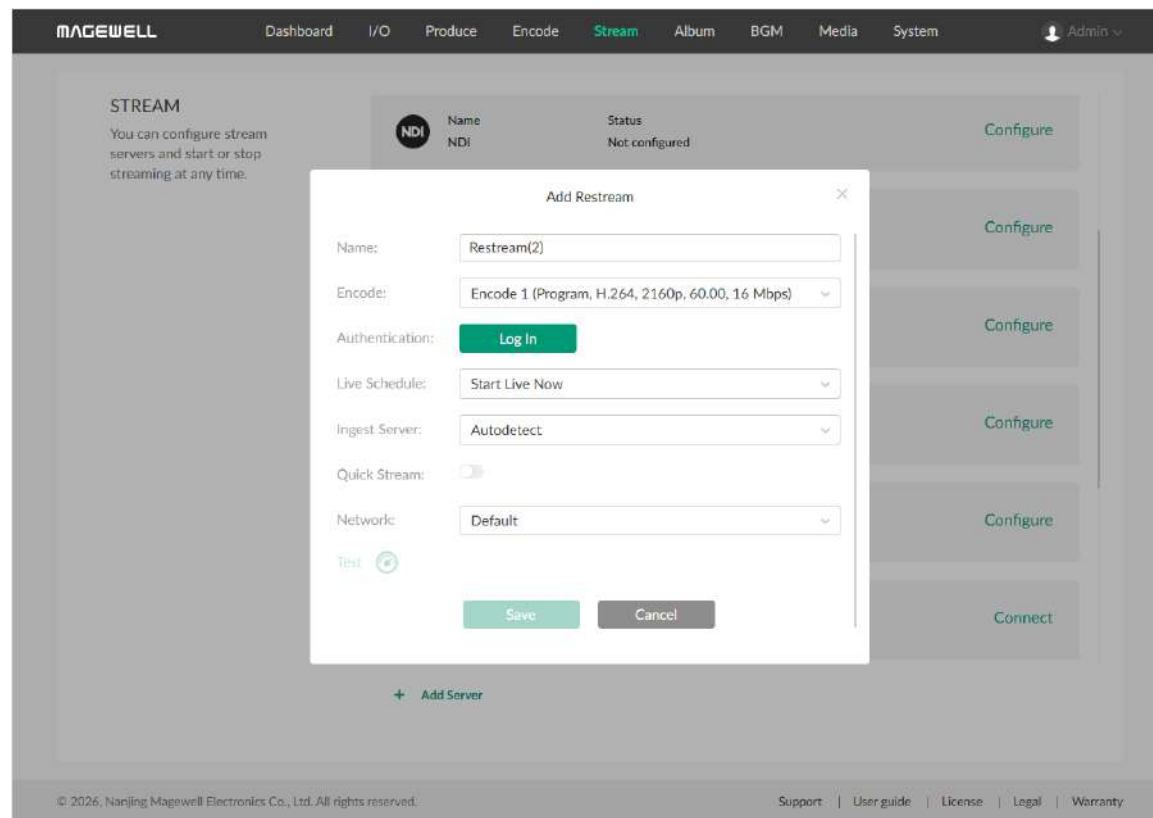 MAGEWELL Dashboard I/O Produce Encode Stream Album BGM Media System Admin
STREAM
You can configure stream
servers and start or stop
streaming at any time.
NDI
Name Status
NDI Not configured
Configure
Add Restream
Name: Restream(2)
Configure
Encode: Encode 1 (Program, H.264, 2160p, 60.00, 16 Mbps)
Authentication: Log In
Configure
Live Schedule: Start Live Now
Ingest Server: Autodetect
Configure
Quick Stream:
Network: Default
Configure
Test
Save Cancel
Connect
+ Add Server
© 2026, Nanjing Magewell Electronics Co., Ltd. All rights reserved.
Support | User guide | License | Legal | Warranty